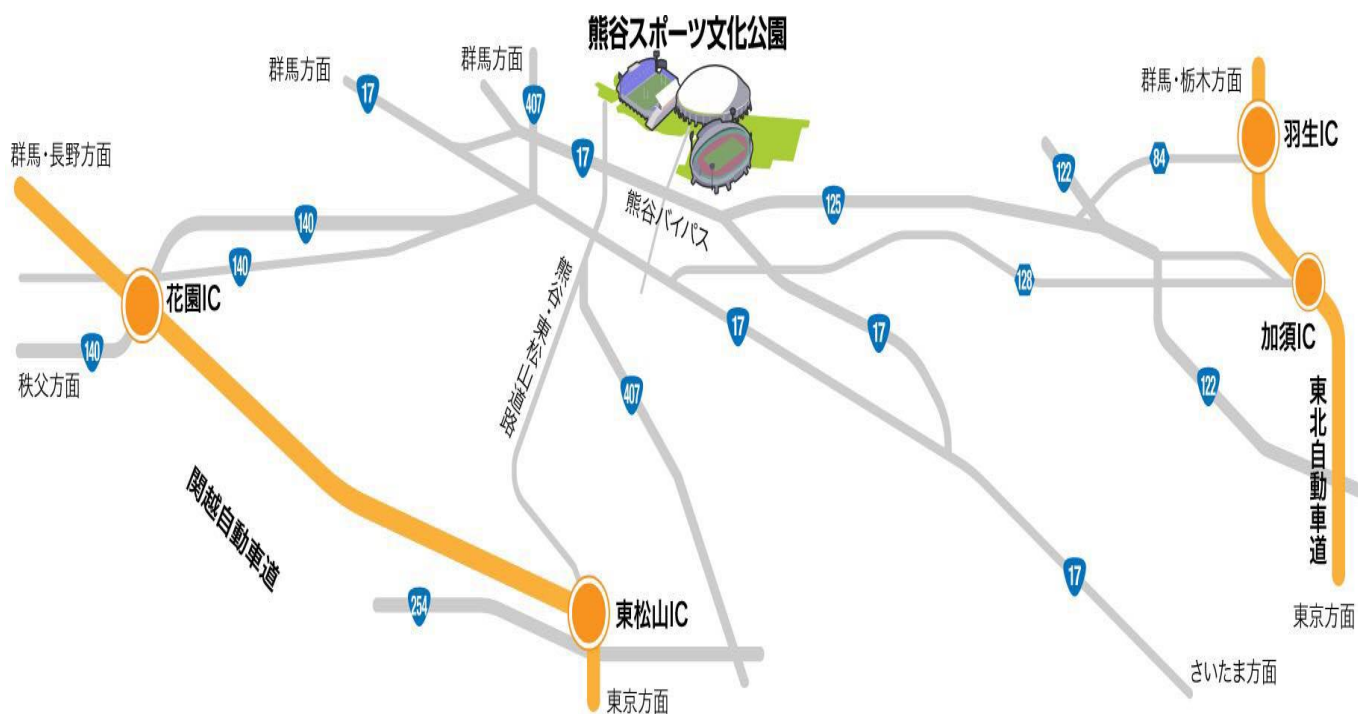 熊谷スポーツ文化公園
群馬方面
群馬方面
群馬・栃木方面
17
407
羽生IC
群馬・長野方面
17
122
84
140
125
熊谷バイパス
140
128
花園IC
熊谷・東松山道路
17
17
加須IC
140
秩父方面
407
122
東北自動車道
関越自動車道
17
254
東松山IC
東京方面
さいたま方面
東京方面